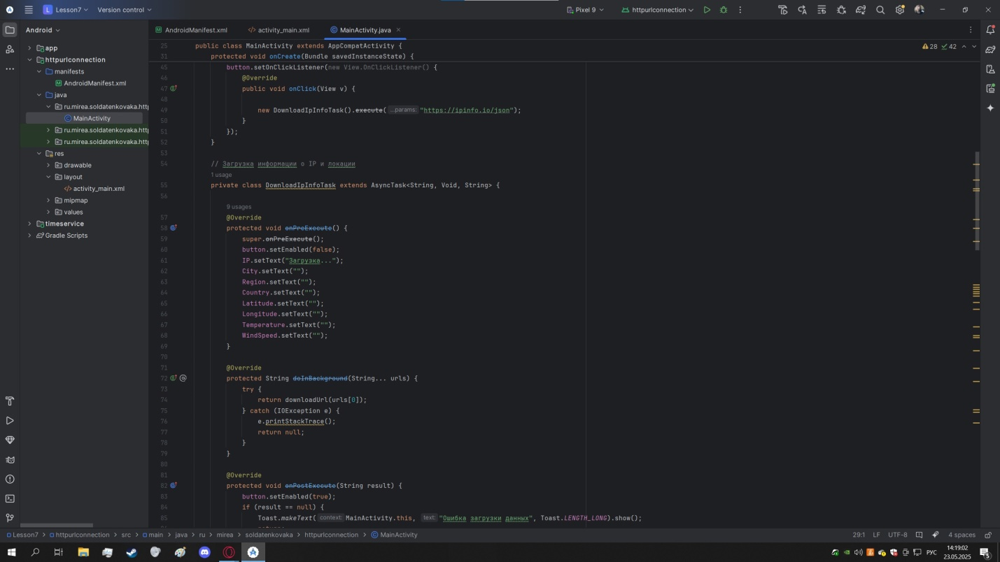 L Lesson7 Version control Pixel 9 httpurlconnection
Android
AndroidManifest.xml activity_main.xml MainActivity.java
28 42
app
httpurlconnection
manifests
AndroidManifest.xml
java
ru.mirea.soldatenkovaka.http
MainActivity
ru.mirea.soldatenkovaka.http
ru.mirea.soldatenkovaka.http
res
drawable
layout
activity_main.xml
mipmap
values
timeservice
Gradle Scripts
25 public class MainActivity extends AppCompatActivity {
31 protected void onCreate(Bundle savedInstanceState) {
45 button.setOnClickListener(new View.OnClickListener() {
46 @Override
47 public void onClick(View v) {
48
49 new DownloadIpInfoTask().execute( ...params: "https://ipinfo.io/json");
50 }
51 });
52 }
53
54 // Загрузка информации о IP и локации
1 usage
55 private class DownloadIpInfoTask extends AsyncTask<String, Void, String> {
56
9 usages
57 @Override
58 protected void onPreExecute() {
59 super.onPreExecute();
60 button.setEnabled(false);
61 IP.setText("Загрузка...");
62 City.setText("");
63 Region.setText("");
64 Country.setText("");
65 Latitude.setText("");
66 Longitude.setText("");
67 Temperature.setText("");
68 WindSpeed.setText("");
69 }
70
71 @Override
72 protected String doInBackground(String... urls) {
73 try {
74 return downloadUrl(urls[0]);
75 } catch (IOException e) {
76 e.printStackTrace();
77 return null;
78 }
79 }
80
81 @Override
82 protected void onPostExecute(String result) {
83 button.setEnabled(true);
84 if (result == null) {
85 Toast.makeText( context: MainActivity.this, text: "Ошибка загрузки данных", Toast.LENGTH_LONG).show();
Lesson7 > httpurlconnection > src > main > java > ru > mirea > soldatenkovaka > httpurlconnection > MainActivity 29:1 LF UTF-8 4 spaces
РУС 14:19:02
23.05.2025 5